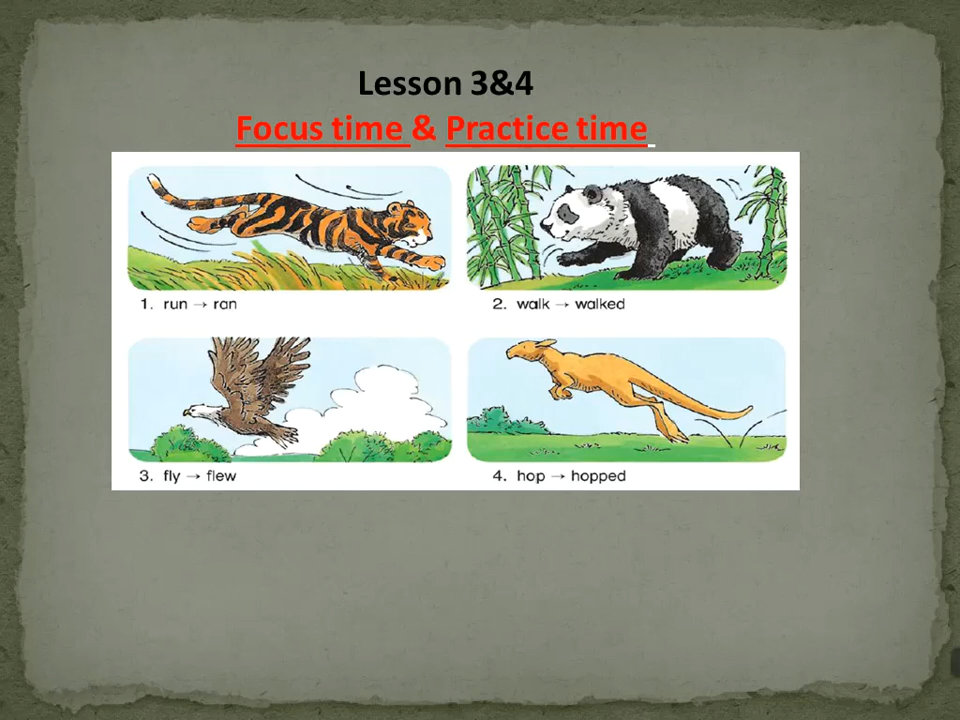 Lesson 3&4
Focus time & Practice time
1. run → ran
2. walk → walked
3. fly → flew
4. hop → hopped